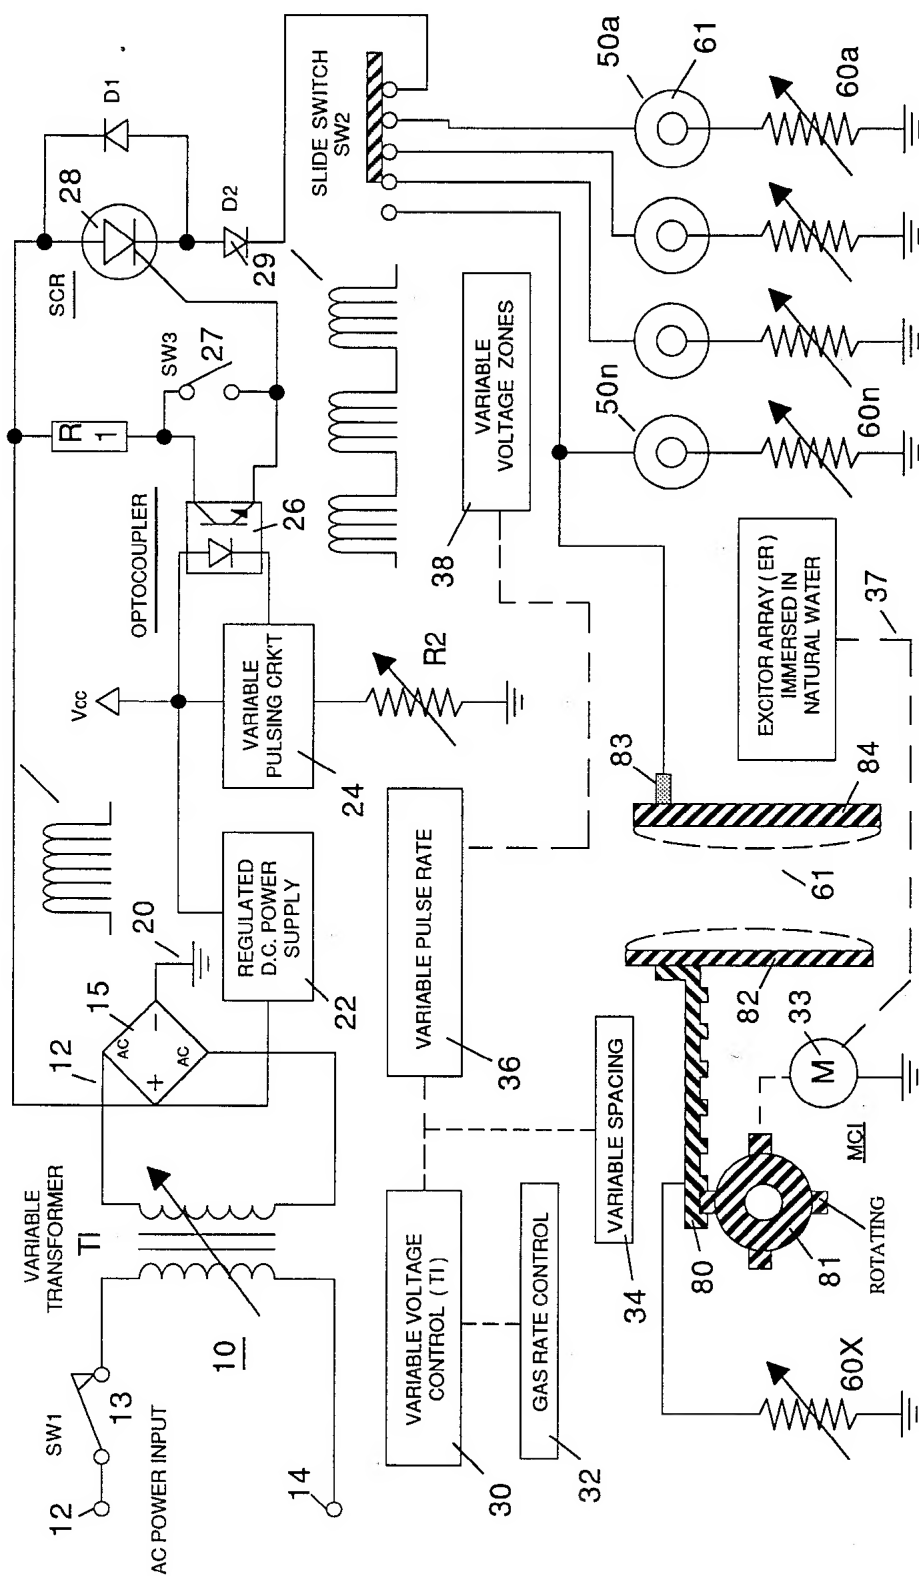 SW1
12
13
AC POWER INPUT
14
VARIABLE
TRANSFORMER
TI
10
12
15
AC
AC
+
−
20
REGULATED
D.C. POWER
SUPPLY
22
Vcc
VARIABLE
PULSING CRK'T
24
R2
OPTOCOUPLER
26
R
1
SW3
27
SCR
28
D1
D2
29
SLIDE SWITCH
SW2
VARIABLE VOLTAGE
CONTROL ( TI )
30
GAS RATE CONTROL
32
VARIABLE PULSE RATE
36
VARIABLE SPACING
34
VARIABLE
VOLTAGE ZONES
38
50a
61
60a
50n
60n
60X
80
81
ROTATING
MCI
M
33
82
61
83
84
EXCITOR ARRAY ( ER )
IMMERSED IN
NATURAL WATER
37